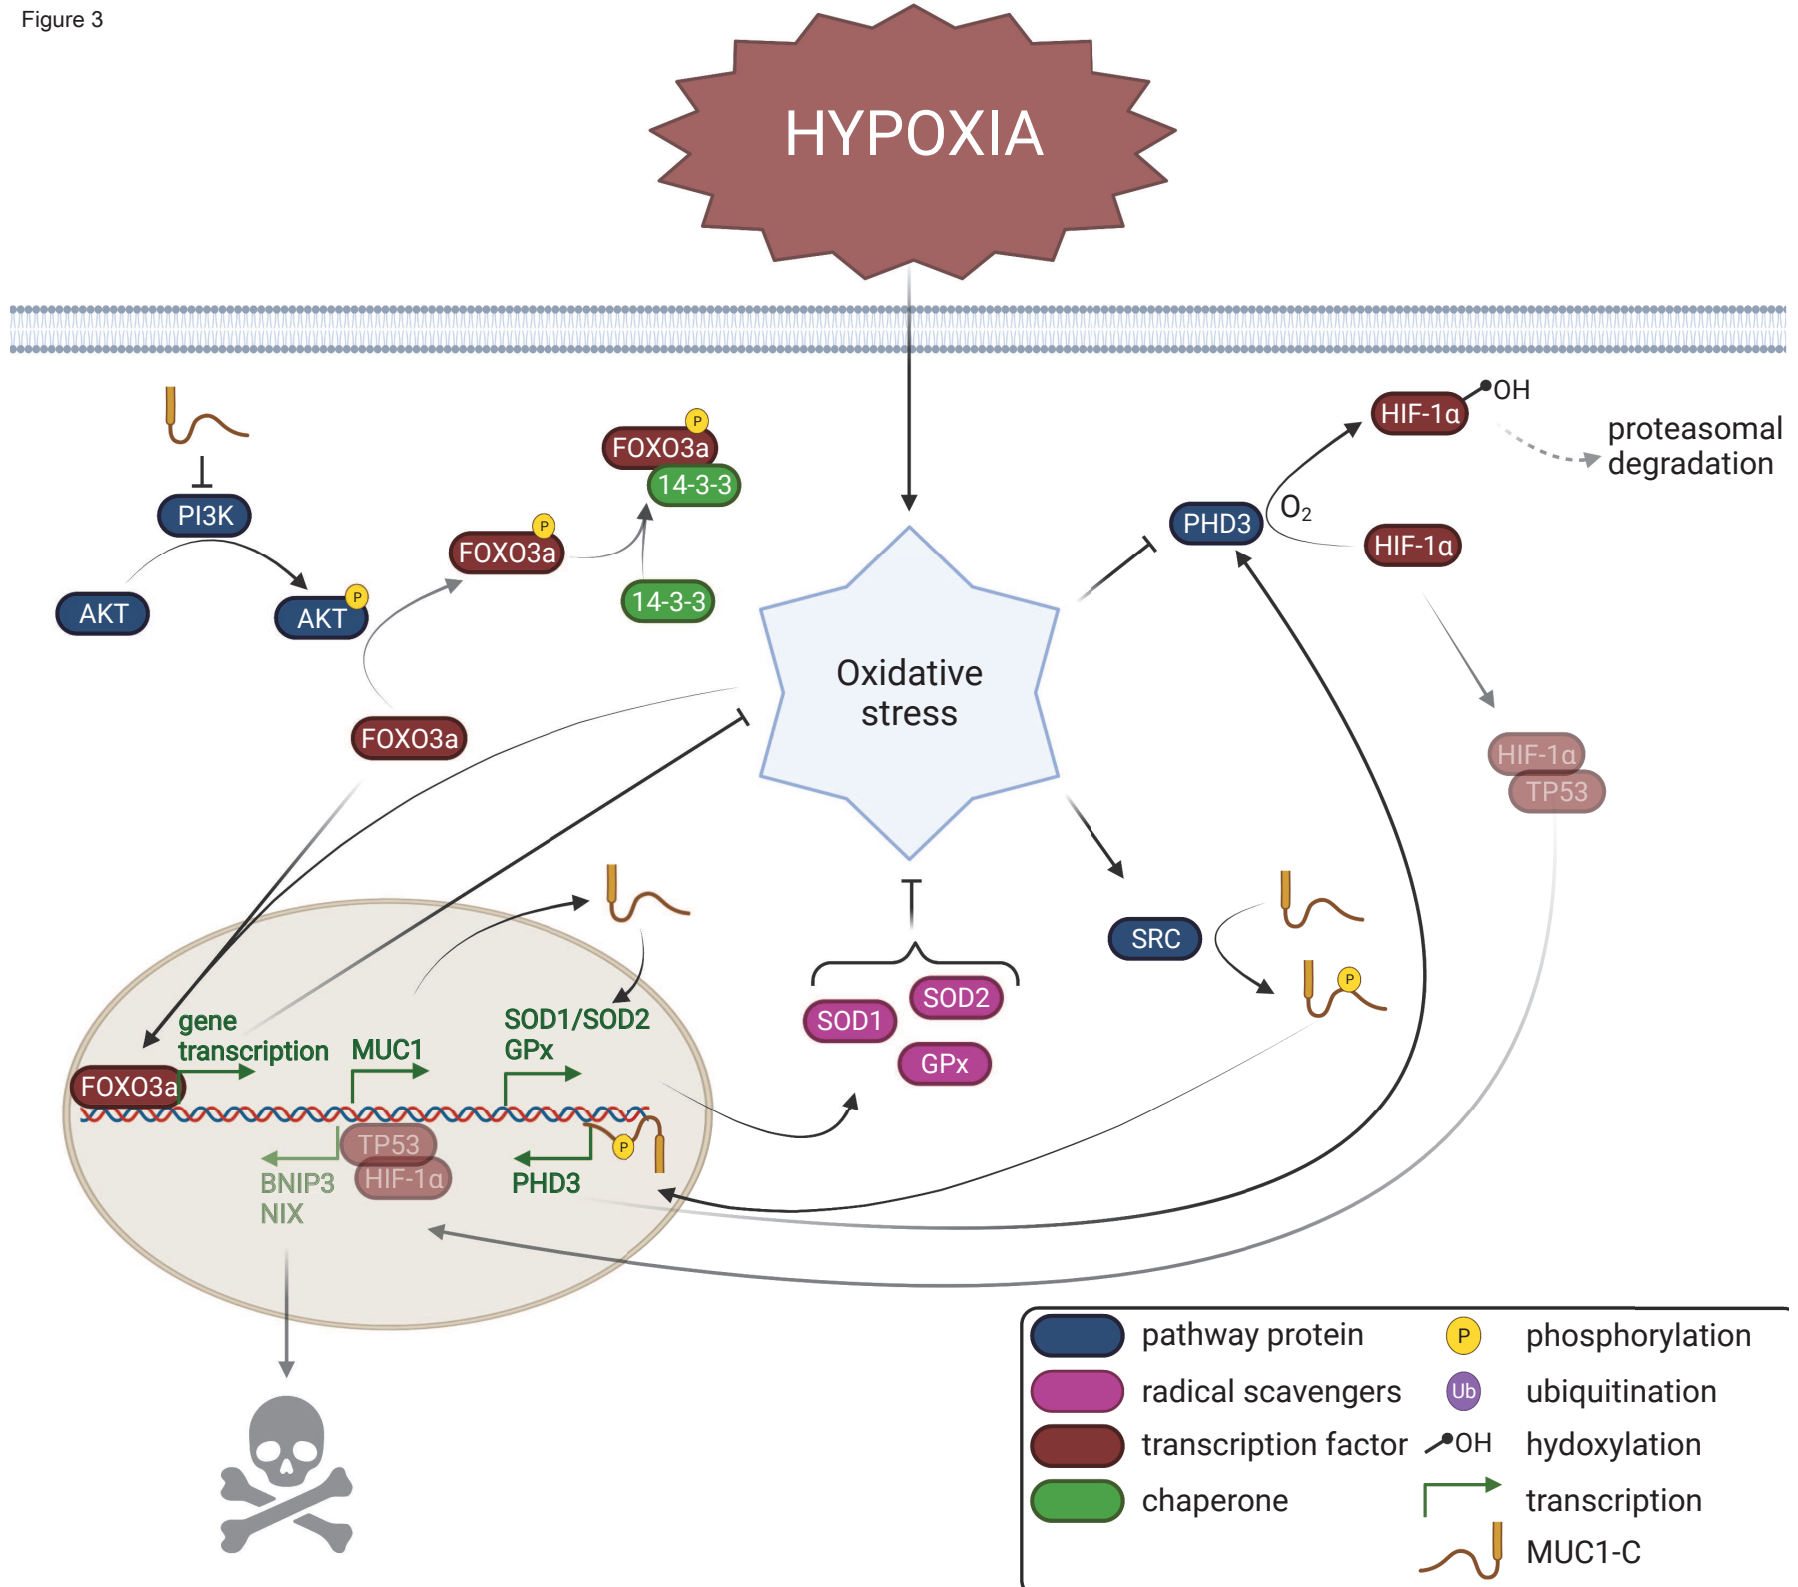 Figure 3
HYPOXIA
OH
HIF-1α
proteasomal
degradation
P
FOXO3a
14-3-3
PI3K
PHD3
O2
HIF-1α
P
FOXO3a
14-3-3
AKT
P
AKT
Oxidative
stress
FOXO3a
HIF-1α
TP53
SRC
P
SOD2
SOD1
GPx
gene
transcription
MUC1
SOD1/SOD2
GPx
FOXO3a
TP53
HIF-1α
P
BNIP3
NIX
PHD3
pathway protein
P phosphorylation
radical scavengers
Ub ubiquitination
transcription factor
OH hydoxylation
chaperone
transcription
MUC1-C